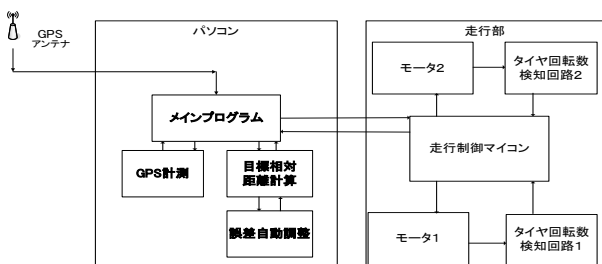 GPS
アンテナ
パソコン
メインプログラム
GPS計測
目標相対
距離計算
誤差自動調整
走行部
モータ2
タイヤ回転数
検知回路2
走行制御マイコン
モータ1
タイヤ回転数
検知回路1